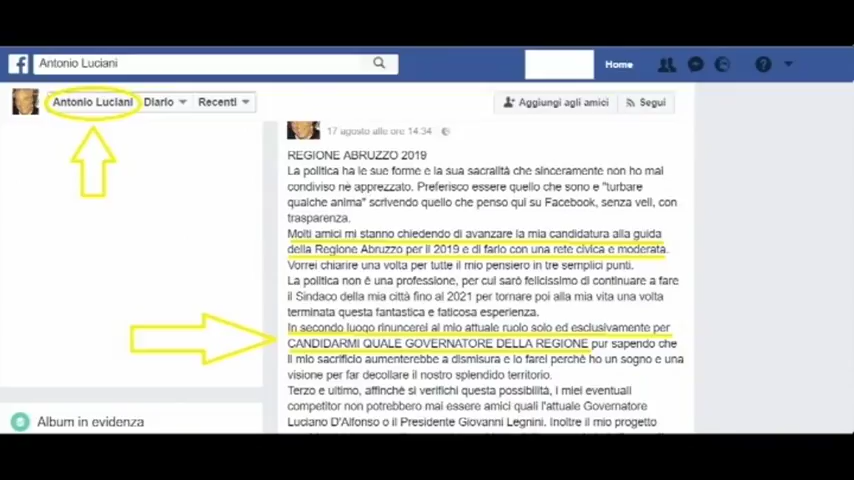 Antonio Luciani
Home
Antonio Luciani Diario Recenti
Aggiungi agli amici Segui
17 agosto alle ore 14:34
REGIONE ABRUZZO 2019
La politica ha le sue forme e la sua sacralità che sinceramente non ho mai
condiviso nè apprezzato. Preferisco essere quello che sono e "turbare
qualche anima" scrivendo quello che penso qui su Facebook, senza veli, con
trasparenza.
Molti amici mi stanno chiedendo di avanzare la mia candidatura alla guida
della Regione Abruzzo per il 2019 e di farlo con una rete civica e moderata.
Vorrei chiarire una volta per tutte il mio pensiero in tre semplici punti.
La politica non è una professione, per cui sarò felicissimo di continuare a fare
il Sindaco della mia città fino al 2021 per tornare poi alla mia vita una volta
terminata questa fantastica e faticosa esperienza.
In secondo luogo rinuncerei al mio attuale ruolo solo ed esclusivamente per
CANDIDARMI QUALE GOVERNATORE DELLA REGIONE pur sapendo che
il mio sacrificio aumenterebbe a dismisura e lo farei perchè ho un sogno e una
visione per far decollare il nostro splendido territorio.
Terzo e ultimo, affinchè si verifichi questa possibilità, i miei eventuali
competitor non potrebbero mai essere amici quali l'attuale Governatore
Luciano D'Alfonso o il Presidente Giovanni Legnini. Inoltre il mio progetto
Album in evidenza